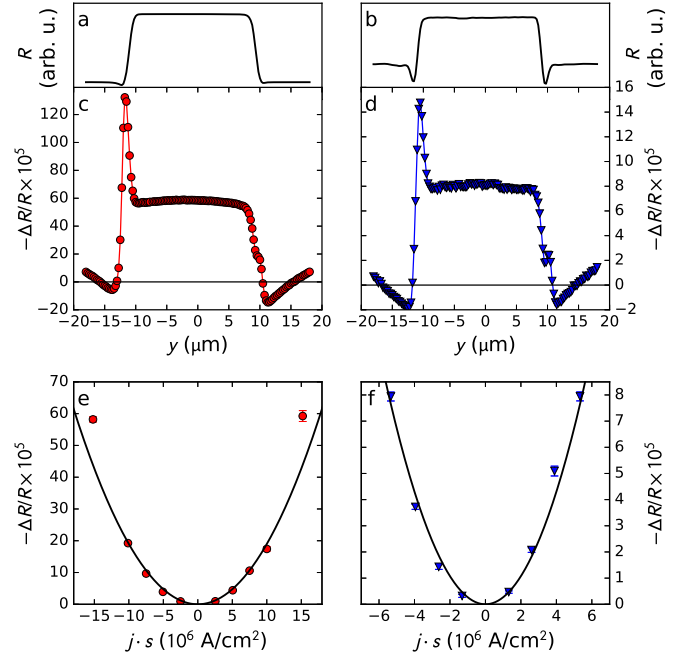 a
R
(arb. u.)
b
R
(arb. u.)
c
−ΔR/R×10⁵
120
100
80
60
40
20
0
−20
−20 −15 −10 −5 0 5 10 15 20
y (μm)
d
−ΔR/R×10⁵
16
14
12
10
8
6
4
2
0
−2
−20 −15 −10 −5 0 5 10 15 20
y (μm)
e
−ΔR/R×10⁵
70
60
50
40
30
20
10
0
−15 −10 −5 0 5 10 15
j · s (10⁶ A/cm²)
f
−ΔR/R×10⁵
8
7
6
5
4
3
2
1
0
−6 −4 −2 0 2 4 6
j · s (10⁶ A/cm²)